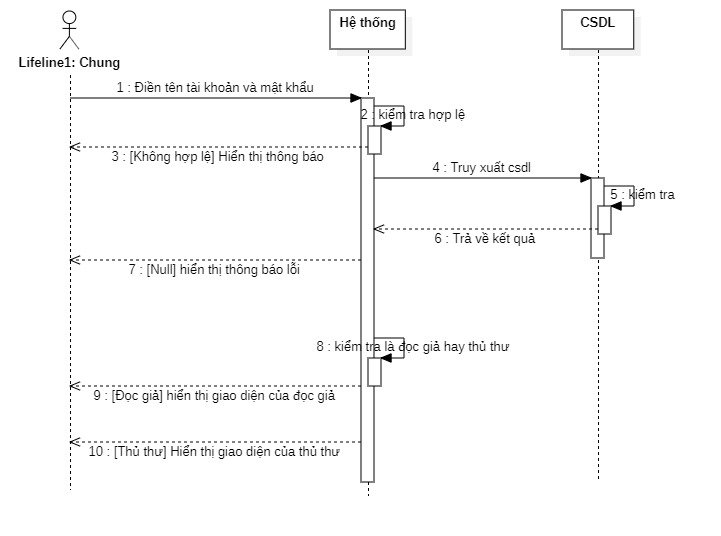 Hệ thống
CSDL
Lifeline1: Chung
1 : Điền tên tài khoản và mật khẩu
2 : kiểm tra hợp lệ
3 : [Không hợp lệ] Hiển thị thông báo
4 : Truy xuất csdl
5 : kiểm tra
6 : Trả về kết quả
7 : [Null] hiển thị thông báo lỗi
8 : kiểm tra là đọc giả hay thủ thư
9 : [Đọc giả] hiển thị giao diện của đọc giả
10 : [Thủ thư] Hiển thị giao diện của thủ thư